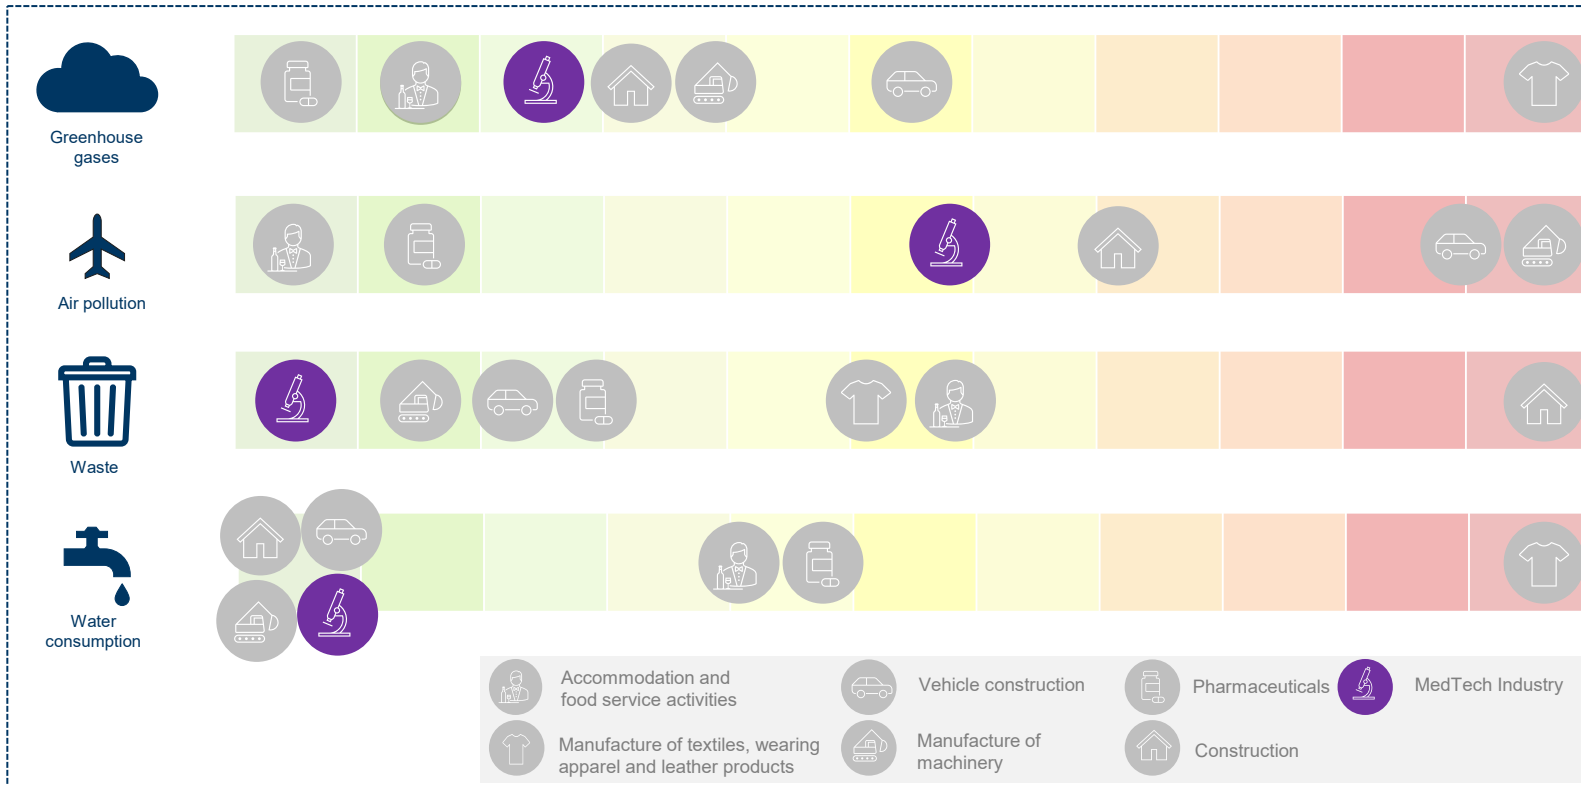 Greenhouse
gases
Air pollution
Waste
Water
consumption
Accommodation and
food service activities
Vehicle construction
Pharmaceuticals
MedTech Industry
Manufacture of textiles, wearing
apparel and leather products
Manufacture of
machinery
Construction